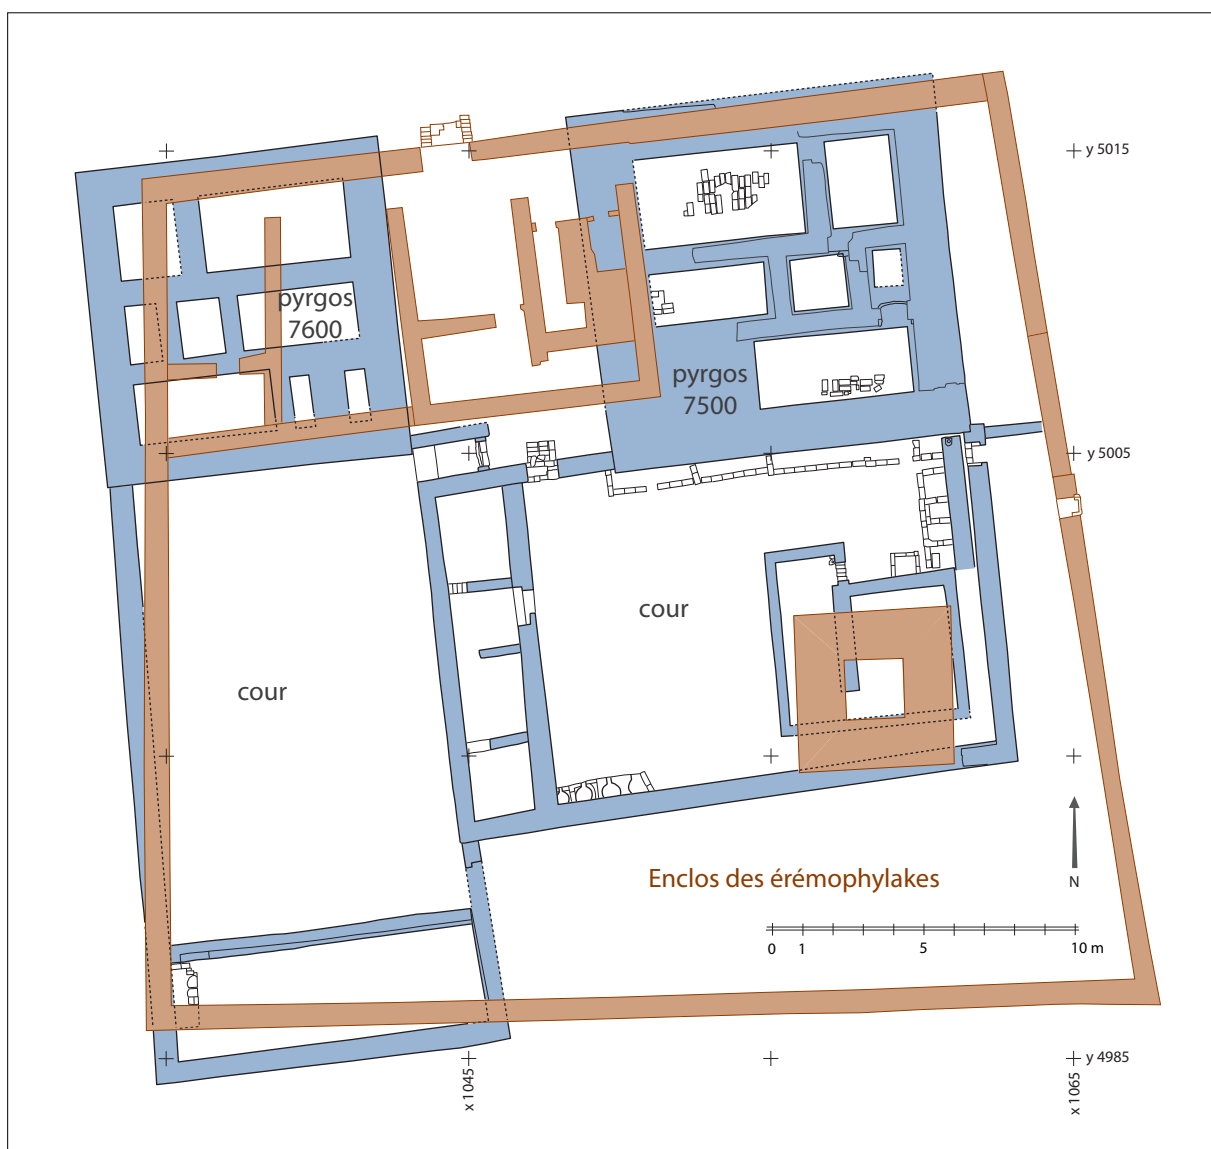 y 5015
pyrgos
7600
pyrgos
7500
y 5005
cour
cour
Enclos des érémophylakes
N
0 1 5 10 m
y 4985
x 1045
x 1065